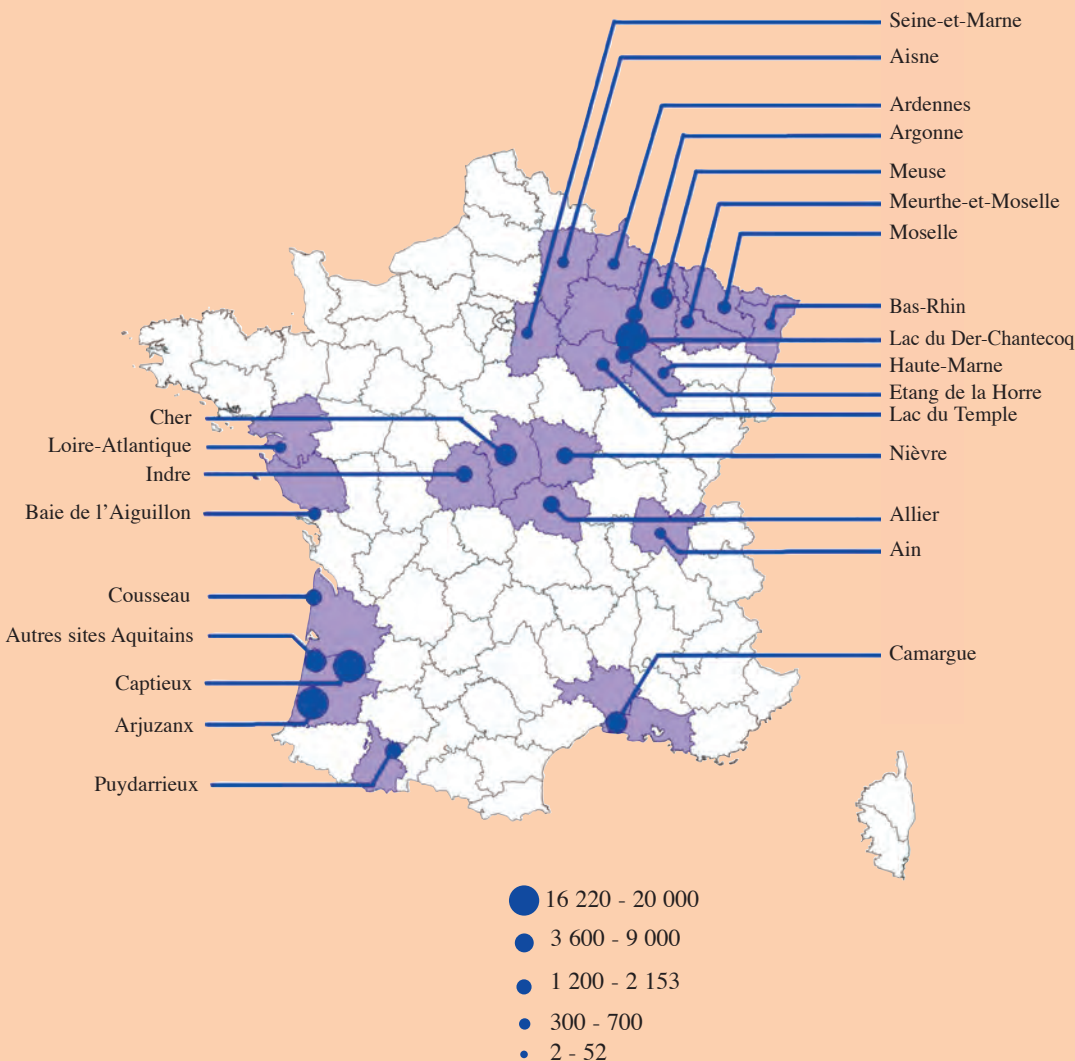 Seine-et-Marne
Aisne
Ardennes
Argonne
Meuse
Meurthe-et-Moselle
Moselle
Bas-Rhin
Lac du Der-Chantecoq
Haute-Marne
Etang de la Horre
Lac du Temple
Cher
Loire-Atlantique
Indre
Nièvre
Baie de l’Aiguillon
Allier
Ain
Cousseau
Autres sites Aquitains
Camargue
Captieux
Arjuzanx
Puydarrieux
16 220 - 20 000
3 600 - 9 000
1 200 - 2 153
300 - 700
2 - 52